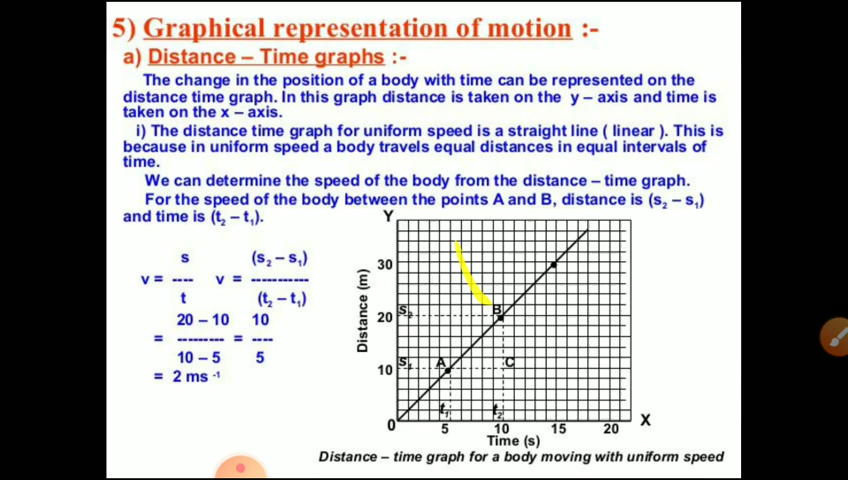 5) Graphical representation of motion :-
a) Distance – Time graphs :-
The change in the position of a body with time can be represented on the
distance time graph. In this graph distance is taken on the y – axis and time is
taken on the x – axis.
i) The distance time graph for uniform speed is a straight line ( linear ). This is
because in uniform speed a body travels equal distances in equal intervals of
time.
We can determine the speed of the body from the distance – time graph.
For the speed of the body between the points A and B, distance is (s₂ – s₁)
and time is (t₂ – t₁).
s (s₂ – s₁)
v = ---- v = -----------
t (t₂ – t₁)
20 – 10 10
= --------- = ----
10 – 5 5
= 2 ms -1
Y
Distance (m)
30
20
10
0
s₂
s₁
A
B
C
t₁
t₂
5 10 15 20
X
Time (s)
Distance – time graph for a body moving with uniform speed